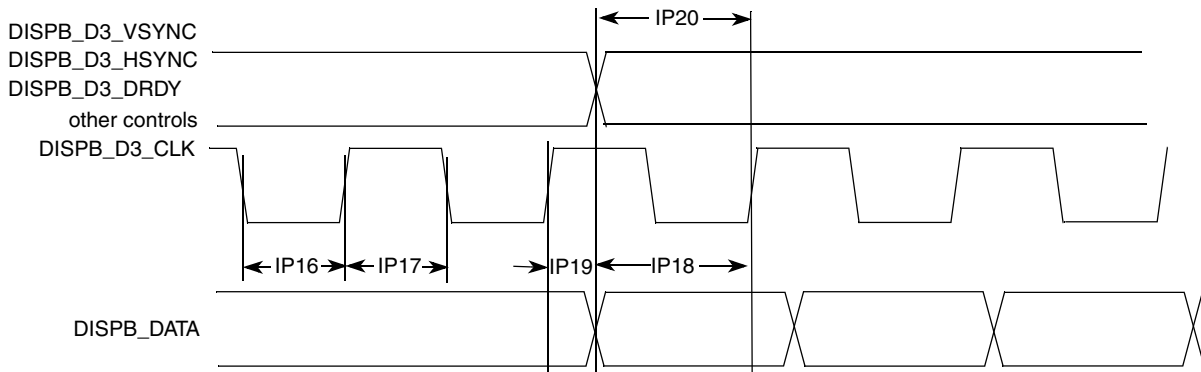 IP20
DISPB_D3_VSYNC
DISPB_D3_HSYNC
DISPB_D3_DRDY
other controls
DISPB_D3_CLK
IP16
IP17
IP19
IP18
DISPB_DATA